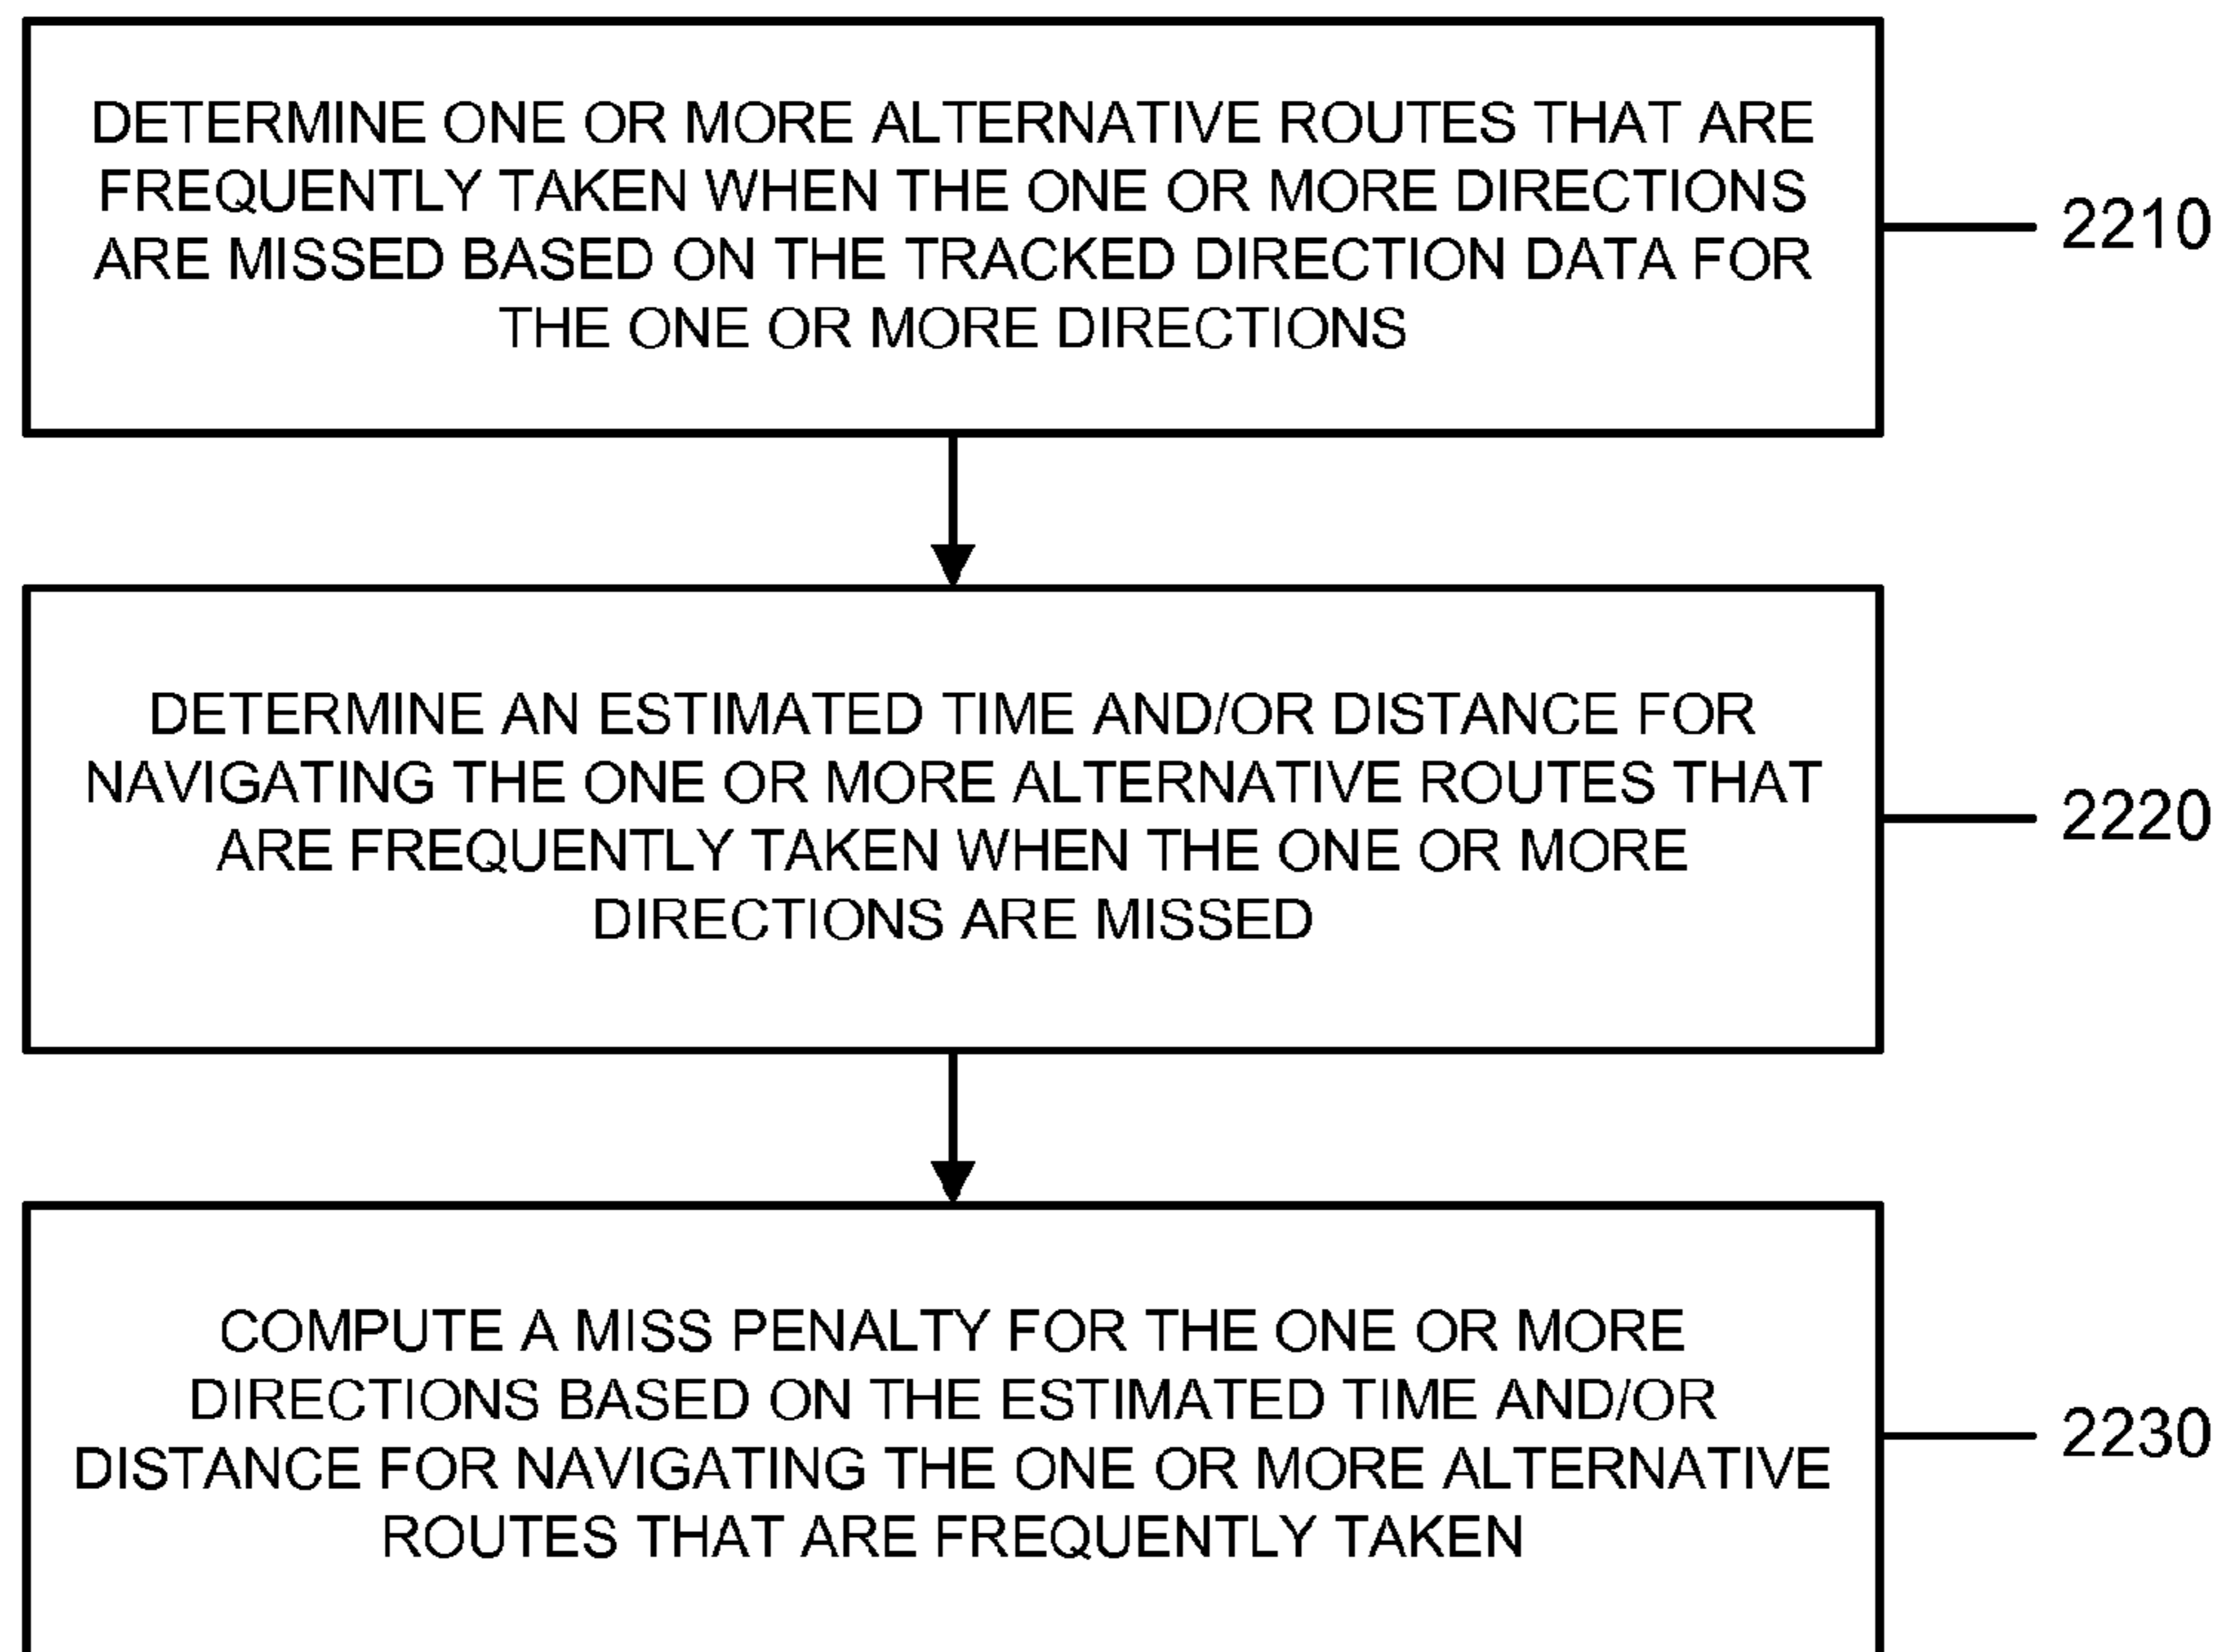 DETERMINE ONE OR MORE ALTERNATIVE ROUTES THAT ARE
FREQUENTLY TAKEN WHEN THE ONE OR MORE DIRECTIONS
ARE MISSED BASED ON THE TRACKED DIRECTION DATA FOR
THE ONE OR MORE DIRECTIONS
2210
DETERMINE AN ESTIMATED TIME AND/OR DISTANCE FOR
NAVIGATING THE ONE OR MORE ALTERNATIVE ROUTES THAT
ARE FREQUENTLY TAKEN WHEN THE ONE OR MORE
DIRECTIONS ARE MISSED
2220
COMPUTE A MISS PENALTY FOR THE ONE OR MORE
DIRECTIONS BASED ON THE ESTIMATED TIME AND/OR
DISTANCE FOR NAVIGATING THE ONE OR MORE ALTERNATIVE
ROUTES THAT ARE FREQUENTLY TAKEN
2230